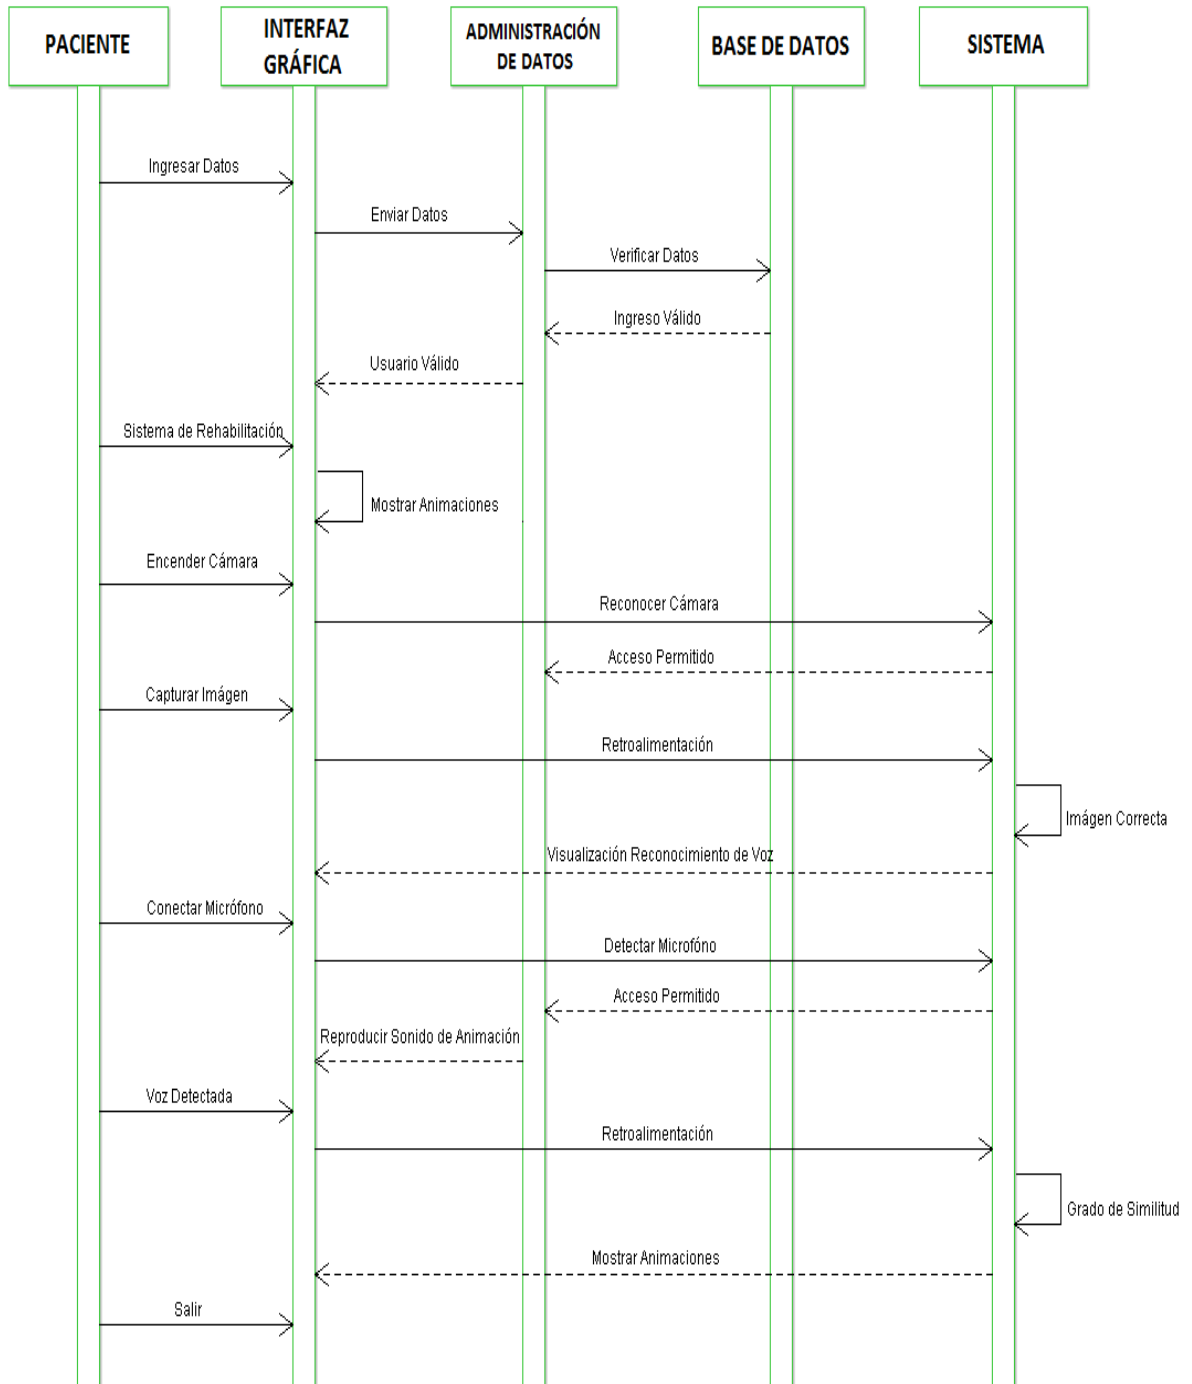 PACIENTE
INTERFAZ
GRÁFICA
ADMINISTRACIÓN
DE DATOS
BASE DE DATOS
SISTEMA
Ingresar Datos
Enviar Datos
Verificar Datos
Ingreso Válido
Usuario Válido
Sistema de Rehabilitación
Mostrar Animaciones
Encender Cámara
Reconocer Cámara
Acceso Permitido
Capturar Imágen
Retroalimentación
Imágen Correcta
Visualización Reconocimiento de Voz
Conectar Micrófono
Detectar Microfóno
Acceso Permitido
Reproducir Sonido de Animación
Voz Detectada
Retroalimentación
Grado de Similitud
Mostrar Animaciones
Salir